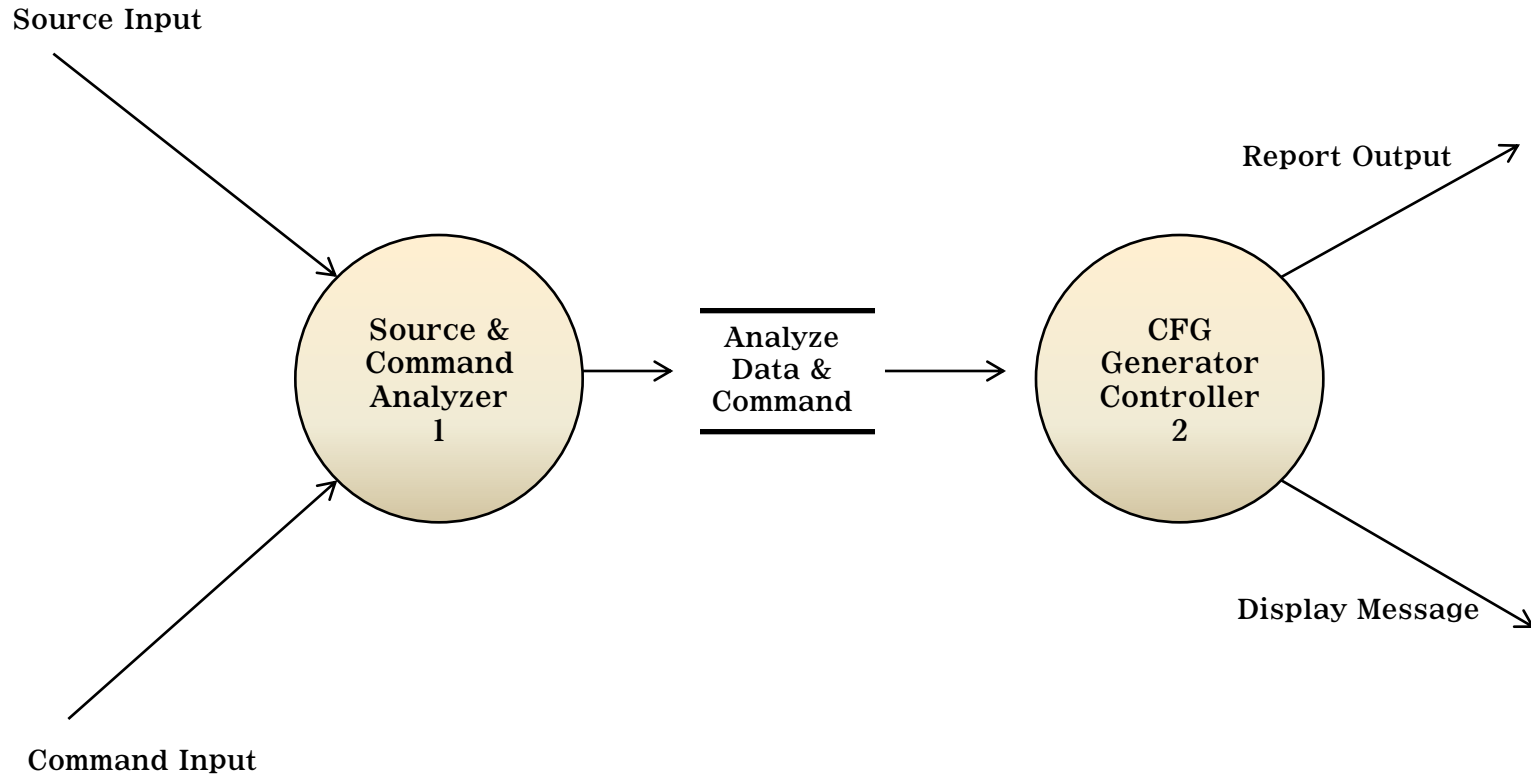 Source Input
Report Output
Source &
Command
Analyzer
1
Analyze
Data &
Command
CFG
Generator
Controller
2
Display Message
Command Input